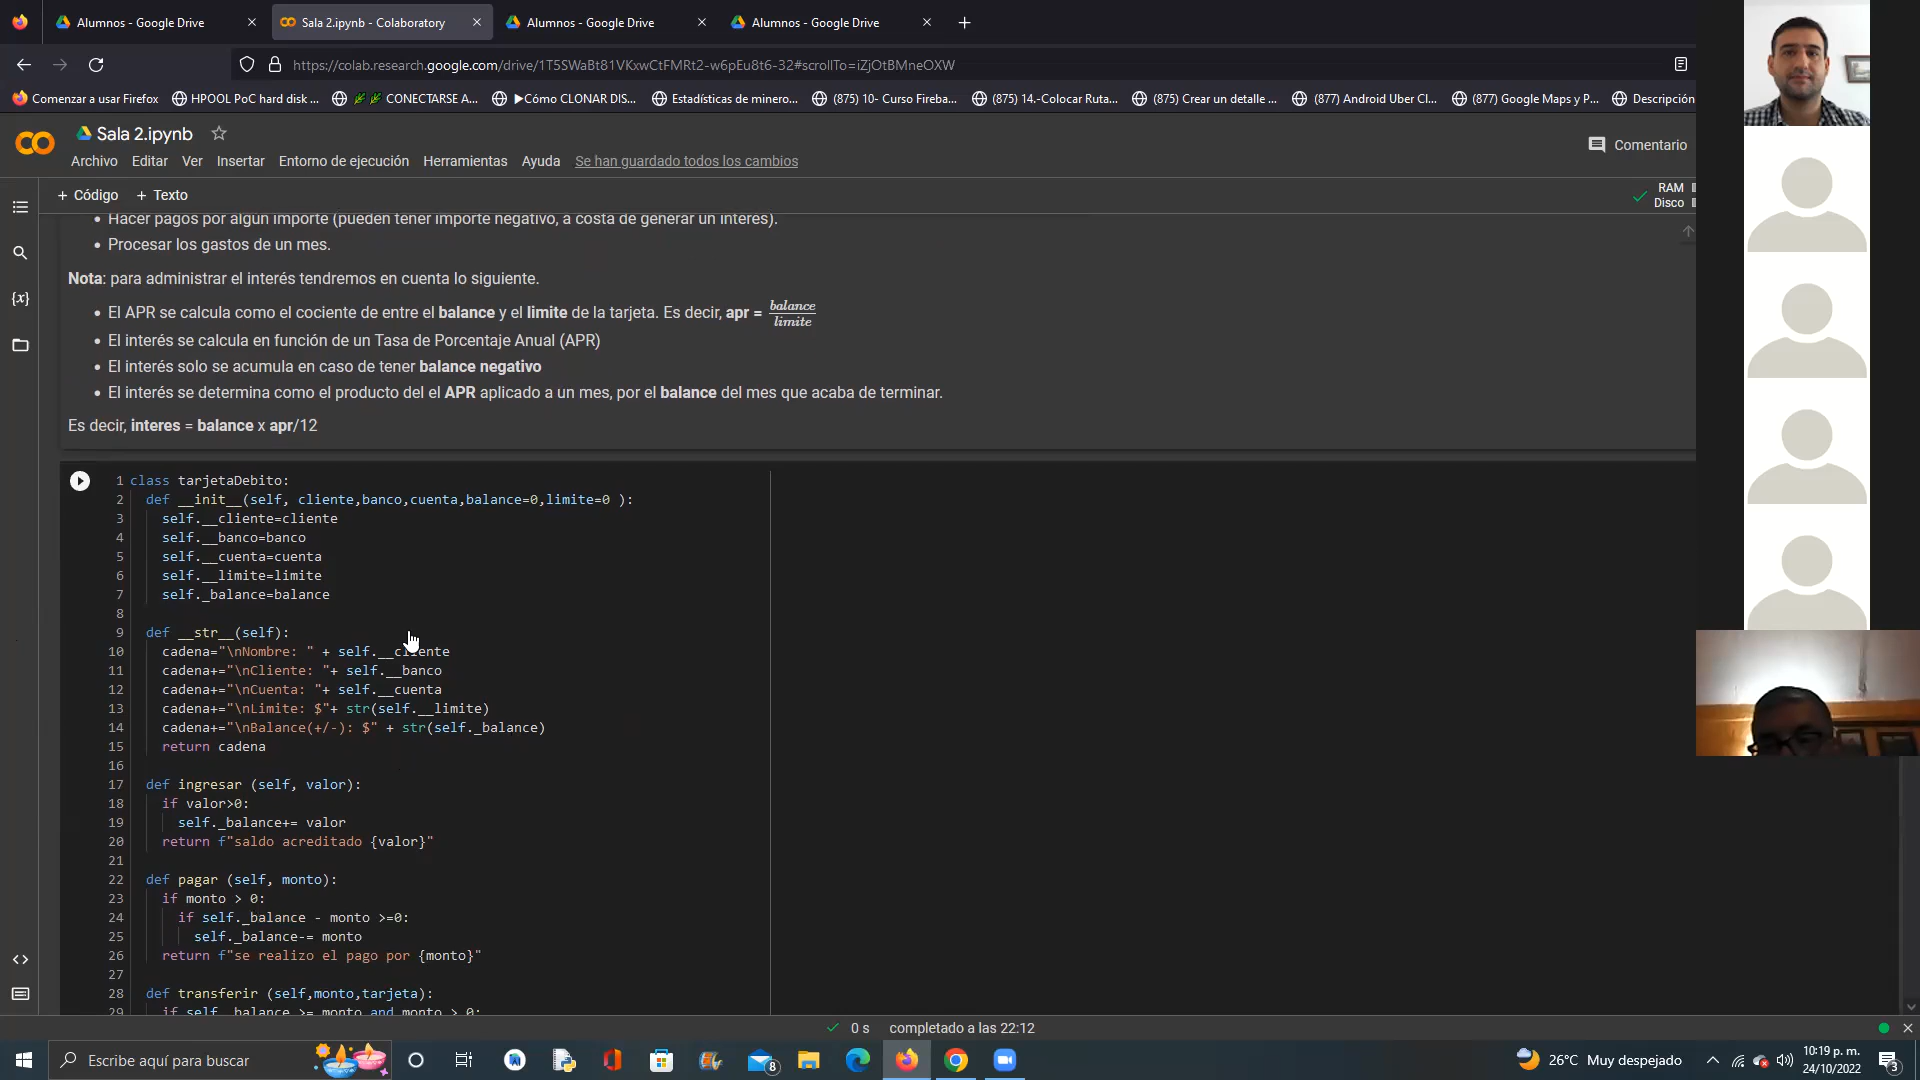 Alumnos - Google Drive
Sala 2.ipynb - Colaboratory
Alumnos - Google Drive
Alumnos - Google Drive
https://colab.research.google.com/drive/1T5SWaBt81VKxwCtFMRt2-w6pEu8t6-32#scrollTo=iZjOtBMneOXW
Comenzar a usar Firefox
HPOOL PoC hard disk ...
CONECTARSE A...
▶Cómo CLONAR DIS...
Estadísticas de minero...
(875) 10- Curso Fireba...
(875) 14.-Colocar Ruta...
(875) Crear un detalle ...
(877) Android Uber Cl...
(877) Google Maps y P...
Descripción
Sala 2.ipynb
Comentario
Archivo Editar Ver Insertar Entorno de ejecución Herramientas Ayuda Se han guardado todos los cambios
+ Código + Texto
RAM
Disco
• Hacer pagos por algun importe (pueden tener importe negativo, a costa de generar un interes).
• Procesar los gastos de un mes.
Nota: para administrar el interés tendremos en cuenta lo siguiente.
• El APR se calcula como el cociente de entre el balance y el limite de la tarjeta. Es decir, apr = balance/limite
• El interés se calcula en función de un Tasa de Porcentaje Anual (APR)
• El interés solo se acumula en caso de tener balance negativo
• El interés se determina como el producto del el APR aplicado a un mes, por el balance del mes que acaba de terminar.
Es decir, interes = balance x apr/12
1 class tarjetaDebito:
2 def __init__(self, cliente,banco,cuenta,balance=0,limite=0 ):
3 self.__cliente=cliente
4 self.__banco=banco
5 self.__cuenta=cuenta
6 self.__limite=limite
7 self._balance=balance
8
9 def __str__(self):
10 cadena="\nNombre: " + self.__cliente
11 cadena+="\nCliente: "+ self.__banco
12 cadena+="\nCuenta: "+ self.__cuenta
13 cadena+="\nLimite: $"+ str(self.__limite)
14 cadena+="\nBalance(+/-): $" + str(self._balance)
15 return cadena
16
17 def ingresar (self, valor):
18 if valor>0:
19 self._balance+= valor
20 return f"saldo acreditado {valor}"
21
22 def pagar (self, monto):
23 if monto > 0:
24 if self._balance - monto >=0:
25 self._balance-= monto
26 return f"se realizo el pago por {monto}"
27
28 def transferir (self,monto,tarjeta):
29 if self._balance >= monto and monto > 0:
0 s completado a las 22:12
Escribe aquí para buscar
8
26°C Muy despejado
10:19 p. m.
24/10/2022
3